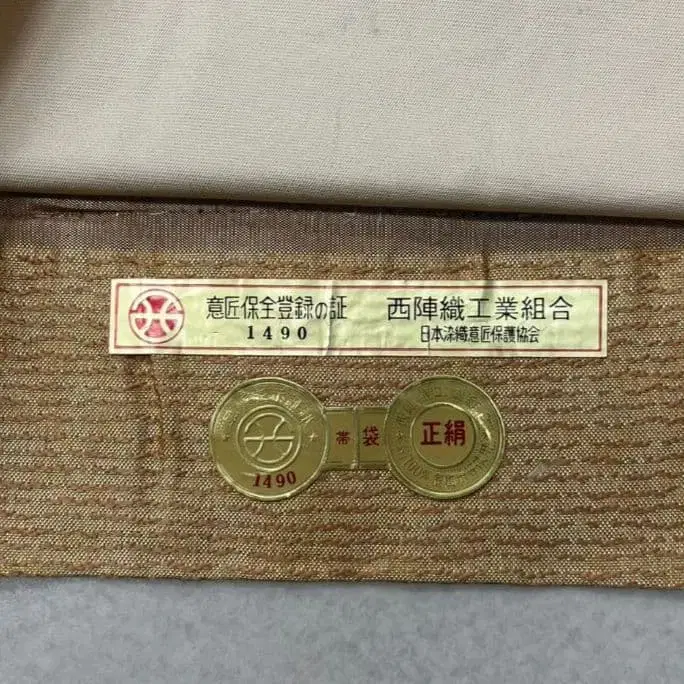 意匠保全登録の証
1490
西陣織工業組合
日本染織意匠保護協会
1490
帯袋
正絹